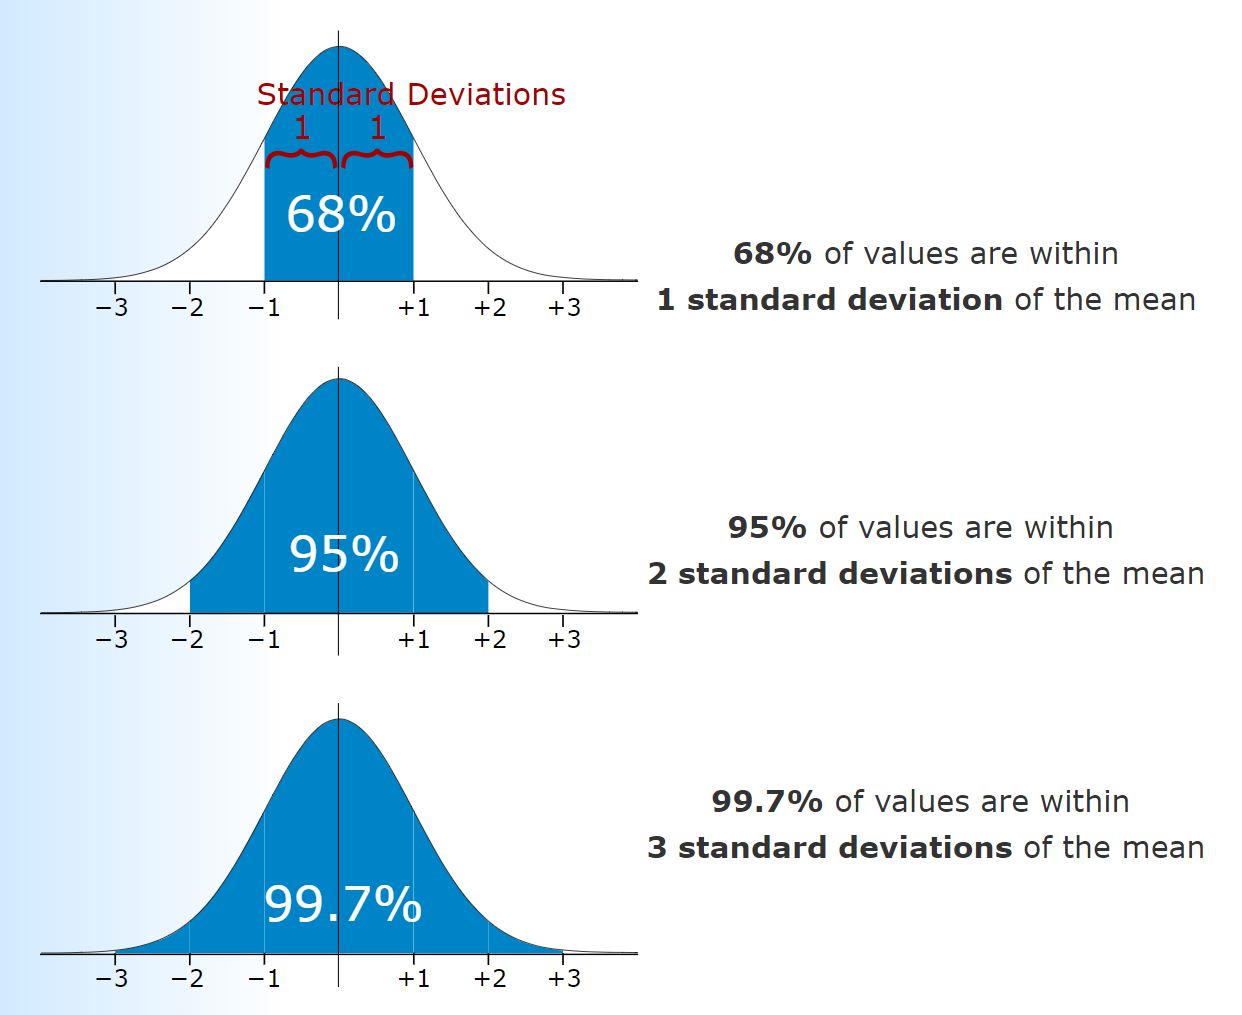 Standard Deviations
1 1
68%
−3 −2 −1 +1 +2 +3
68% of values are within
1 standard deviation of the mean
95%
−3 −2 −1 +1 +2 +3
95% of values are within
2 standard deviations of the mean
99.7%
−3 −2 −1 +1 +2 +3
99.7% of values are within
3 standard deviations of the mean